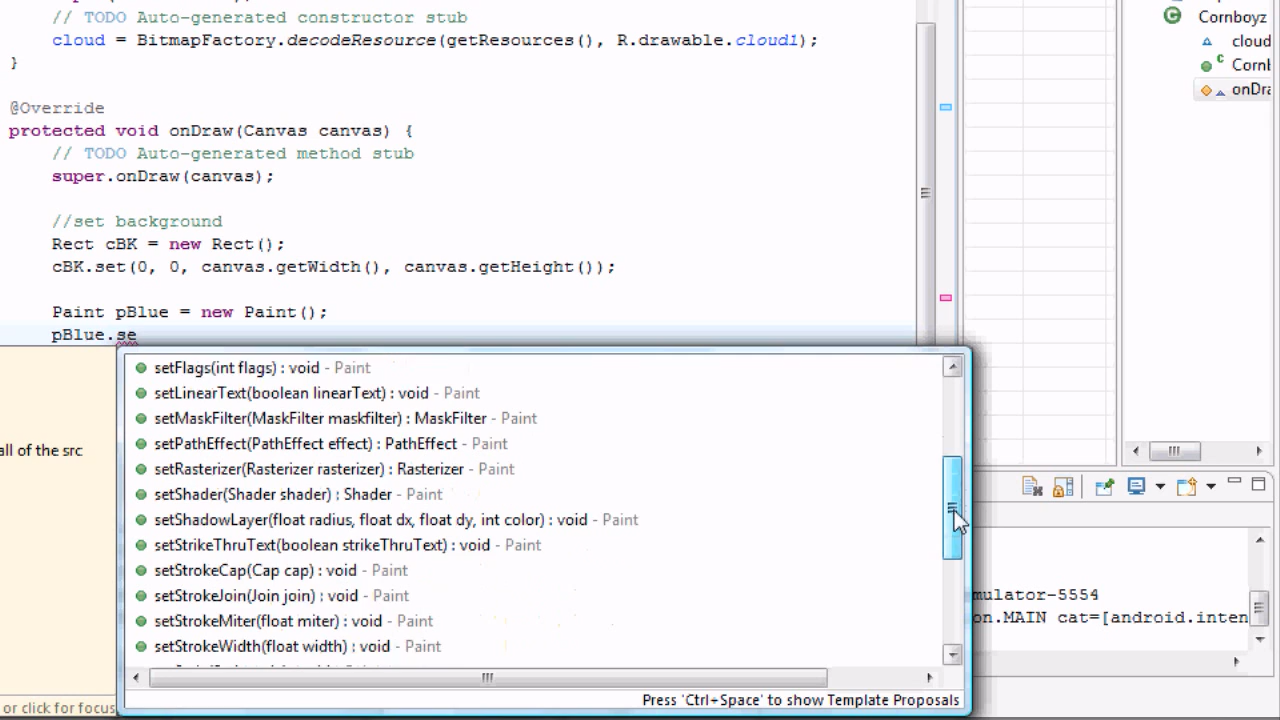 // TODO Auto-generated constructor stub
cloud = BitmapFactory.decodeResource(getResources(), R.drawable.cloud1);
}
@Override
protected void onDraw(Canvas canvas) {
// TODO Auto-generated method stub
super.onDraw(canvas);
//set background
Rect cBK = new Rect();
cBK.set(0, 0, canvas.getWidth(), canvas.getHeight());
Paint pBlue = new Paint();
pBlue.se
setFlags(int flags) : void - Paint
setLinearText(boolean linearText) : void - Paint
setMaskFilter(MaskFilter maskfilter) : MaskFilter - Paint
setPathEffect(PathEffect effect) : PathEffect - Paint
setRasterizer(Rasterizer rasterizer) : Rasterizer - Paint
setShader(Shader shader) : Shader - Paint
setShadowLayer(float radius, float dx, float dy, int color) : void - Paint
setStrikeThruText(boolean strikeThruText) : void - Paint
setStrokeCap(Cap cap) : void - Paint
setStrokeJoin(Join join) : void - Paint
setStrokeMiter(float miter) : void - Paint
setStrokeWidth(float width) : void - Paint
Press 'Ctrl+Space' to show Template Proposals
all of the src
or click for focus
Cornboyz
cloud
Cornl
onDra
mulator-5554
on.MAIN cat=[android.inten